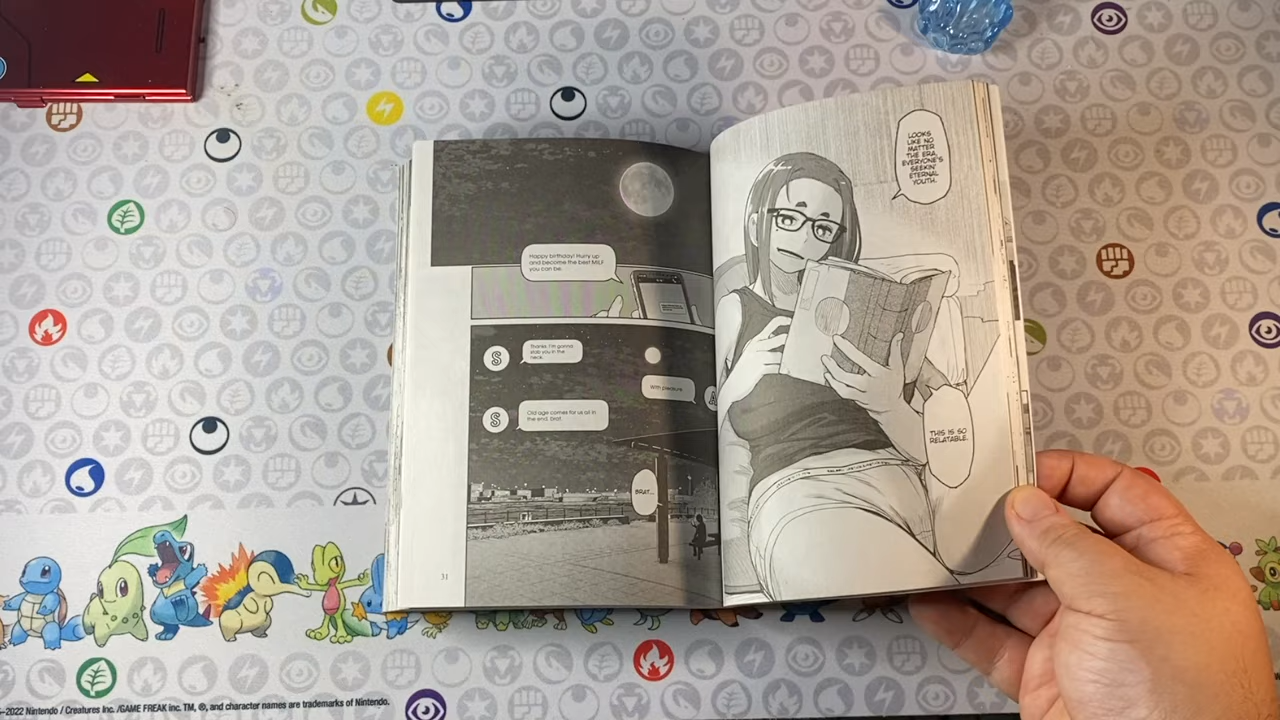 LOOKS
LIKE NO
MATTER
THE ERA,
EVERYONE'S
SEEKIN'
ETERNAL
YOUTH.
THIS IS SO
RELATABLE.
Happy birthday! Hurry up
and become the best MILF
you can be.
S
Thanks. I'm gonna
stab you in the
neck.
With pleasure.
A
S
Old age comes for us all in
the end, brat.
BRAT...
31
-2022 Nintendo / Creatures Inc. /GAME FREAK inc. TM, ®, and character names are trademarks of Nintendo.